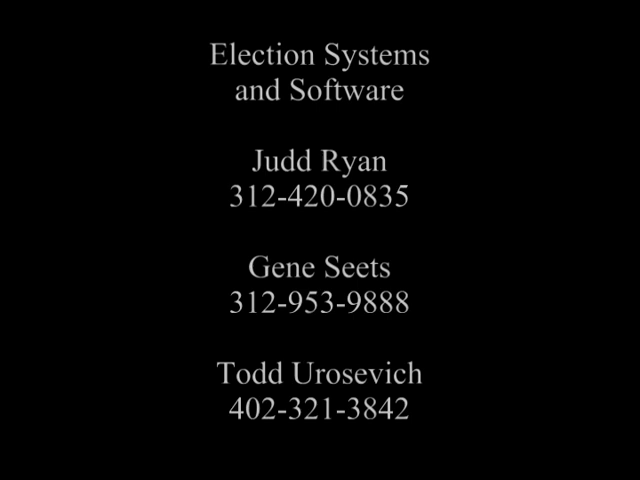 Election Systems
and Software
Judd Ryan
312-420-0835
Gene Seets
312-953-9888
Todd Urosevich
402-321-3842